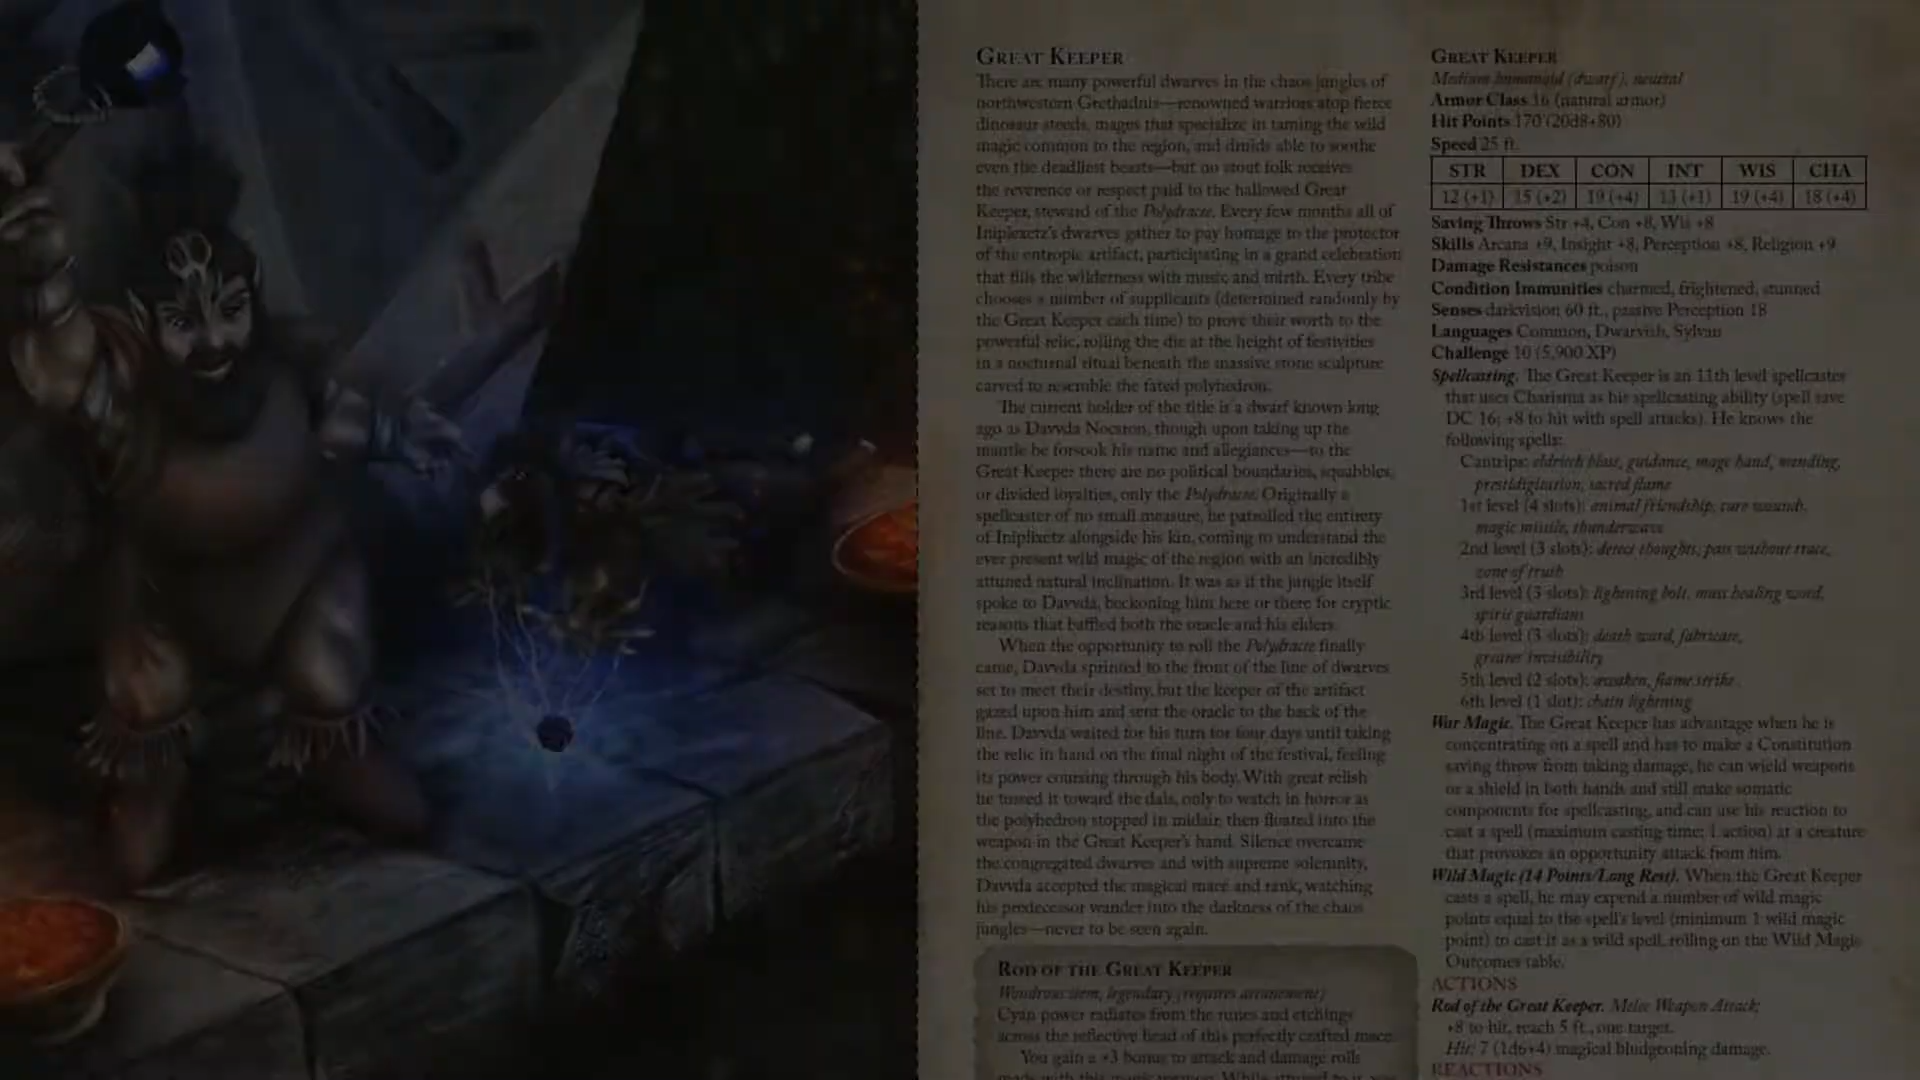 GREAT KEEPER
There are many powerful dwarves in the chaos jungles of
northwestern Grethadnis—renowned warriors atop fierce
dinosaur steeds, mages that specialize in taming the wild
magic common to the region, and druids able to soothe
even the deadliest beasts—but no stout folk receives
the reverence or respect paid to the hallowed Great
Keeper, steward of the Polydracte. Every few months all of
Iniplixetz's dwarves gather to pay homage to the protector
of the entropic artifact, participating in a grand celebration
that fills the wilderness with music and mirth. Every tribe
chooses a number of supplicants (determined randomly by
the Great Keeper each time) to prove their worth to the
powerful relic, rolling the die at the height of festivities
in a nocturnal ritual beneath the massive stone sculpture
carved to resemble the fated polyhedron.
The current holder of the title is a dwarf known long
ago as Davvda Nocsron, though upon taking up the
mantle he forsook his name and allegiances—to the
Great Keeper there are no political boundaries, squabbles,
or divided loyalties, only the Polydracte. Originally a
spellcaster of no small measure, he patrolled the entirety
of Iniplixetz alongside his kin, coming to understand the
ever present wild magic of the region with an incredibly
attuned natural inclination. It was as if the jungle itself
spoke to Davvda, beckoning him here or there for cryptic
reasons that baffled both the oracle and his elders.
When the opportunity to roll the Polydracte finally
came, Davvda sprinted to the front of the line of dwarves
set to meet their destiny, but the keeper of the artifact
gazed upon him and sent the oracle to the back of the
line. Davvda waited for his turn for four days until taking
the relic in hand on the final night of the festival, feeling
its power coursing through his body. With great relish
he tossed it toward the dais, only to watch in horror as
the polyhedron stopped in midair, then floated into the
weapon in the Great Keeper's hand. Silence overcame
the congregated dwarves and with supreme solemnity,
Davvda accepted the magical mace and rank, watching
his predecessor wander into the darkness of the chaos
jungles—never to be seen again.
ROD OF THE GREAT KEEPER
Wondrous item, legendary (requires attunement)
Cyan power radiates from the runes and etchings
across the reflective head of this perfectly crafted mace.
You gain a +3 bonus to attack and damage rolls
made with this magic weapon. While attuned to it, you
GREAT KEEPER
Medium humanoid (dwarf), neutral
Armor Class 16 (natural armor)
Hit Points 170 (20d8+80)
Speed 25 ft.
STR DEX CON INT WIS CHA
12 (+1) 15 (+2) 19 (+4) 13 (+1) 19 (+4) 18 (+4)
Saving Throws Str +4, Con +8, Wis +8
Skills Arcana +9, Insight +8, Perception +8, Religion +9
Damage Resistances poison
Condition Immunities charmed, frightened, stunned
Senses darkvision 60 ft., passive Perception 18
Languages Common, Dwarvish, Sylvan
Challenge 10 (5,900 XP)
Spellcasting. The Great Keeper is an 11th level spellcaster
that uses Charisma as his spellcasting ability (spell save
DC 16; +8 to hit with spell attacks). He knows the
following spells:
Cantrips: eldritch blast, guidance, mage hand, mending,
prestidigitation, sacred flame
1st level (4 slots): animal friendship, cure wounds,
magic missile, thunderwave
2nd level (3 slots): detect thoughts, pass without trace,
zone of truth
3rd level (3 slots): lightning bolt, mass healing word,
spirit guardians
4th level (3 slots): death ward, fabricate,
greater invisibility
5th level (2 slots): awaken, flame strike
6th level (1 slot): chain lightning
War Magic. The Great Keeper has advantage when he is
concentrating on a spell and has to make a Constitution
saving throw from taking damage, he can wield weapons
or a shield in both hands and still make somatic
components for spellcasting, and can use his reaction to
cast a spell (maximum casting time: 1 action) at a creature
that provokes an opportunity attack from him.
Wild Magic (14 Points/Long Rest). When the Great Keeper
casts a spell, he may expend a number of wild magic
points equal to the spell's level (minimum 1 wild magic
point) to cast it as a wild spell, rolling on the Wild Magic
Outcomes table.
ACTIONS
Rod of the Great Keeper. Melee Weapon Attack:
+8 to hit, reach 5 ft., one target.
Hit: 7 (1d6+4) magical bludgeoning damage.
REACTIONS